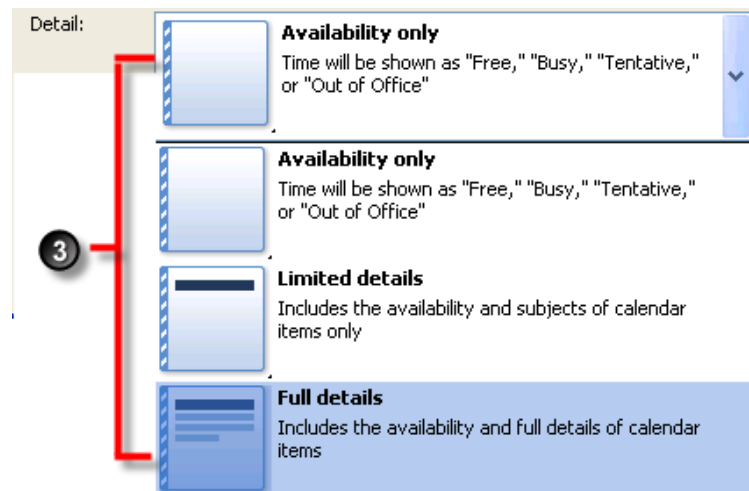 Detail:
Availability only
Time will be shown as "Free," "Busy," "Tentative,"
or "Out of Office"
Availability only
Time will be shown as "Free," "Busy," "Tentative,"
or "Out of Office"
3
Limited details
Includes the availability and subjects of calendar
items only
Full details
Includes the availability and full details of calendar
items